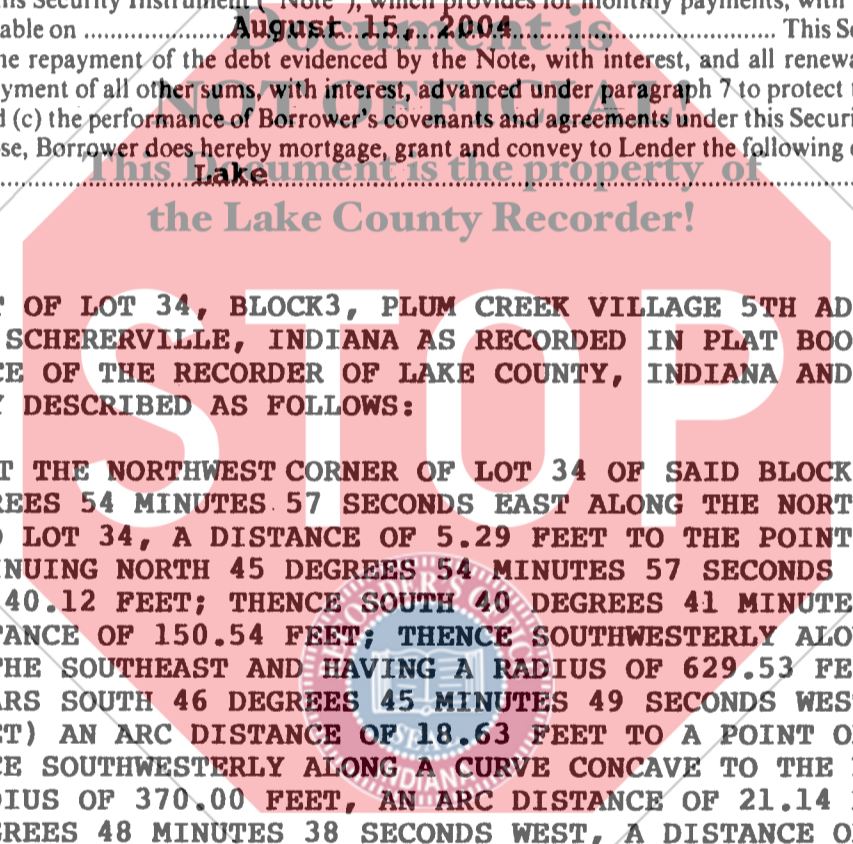 his Security Instrument ("Note"), which provides for monthly payments, with
able on ................August 15, 2004................ This Se
he repayment of the debt evidenced by the Note, with interest, and all renewa
yment of all other sums, with interest, advanced under paragraph 7 to protect
d (c) the performance of Borrower's covenants and agreements under this Securi
se, Borrower does hereby mortgage, grant and convey to Lender the following
Lake
Document is
NOT OFFICIAL!
This Document is the property of
the Lake County Recorder!
STOP
OF LOT 34, BLOCK3, PLUM CREEK VILLAGE 5TH AD
SCHERERVILLE, INDIANA AS RECORDED IN PLAT BOO
CE OF THE RECORDER OF LAKE COUNTY, INDIANA AND
Y DESCRIBED AS FOLLOWS:
T THE NORTHWEST CORNER OF LOT 34 OF SAID BLOCK
REES 54 MINUTES 57 SECONDS EAST ALONG THE NORT
LOT 34, A DISTANCE OF 5.29 FEET TO THE POINT
NUING NORTH 45 DEGREES 54 MINUTES 57 SECONDS
40.12 FEET; THENCE SOUTH 40 DEGREES 41 MINUTE
TANCE OF 150.54 FEET; THENCE SOUTHWESTERLY ALO
THE SOUTHEAST AND HAVING A RADIUS OF 629.53 FE
ARS SOUTH 46 DEGREES 45 MINUTES 49 SECONDS WES
ET) AN ARC DISTANCE OF 18.63 FEET TO A POINT O
CE SOUTHWESTERLY ALONG A CURVE CONCAVE TO THE
DIUS OF 370.00 FEET, AN ARC DISTANCE OF 21.14
GREES 48 MINUTES 38 SECONDS WEST, A DISTANCE O
SEAL
INDIANA